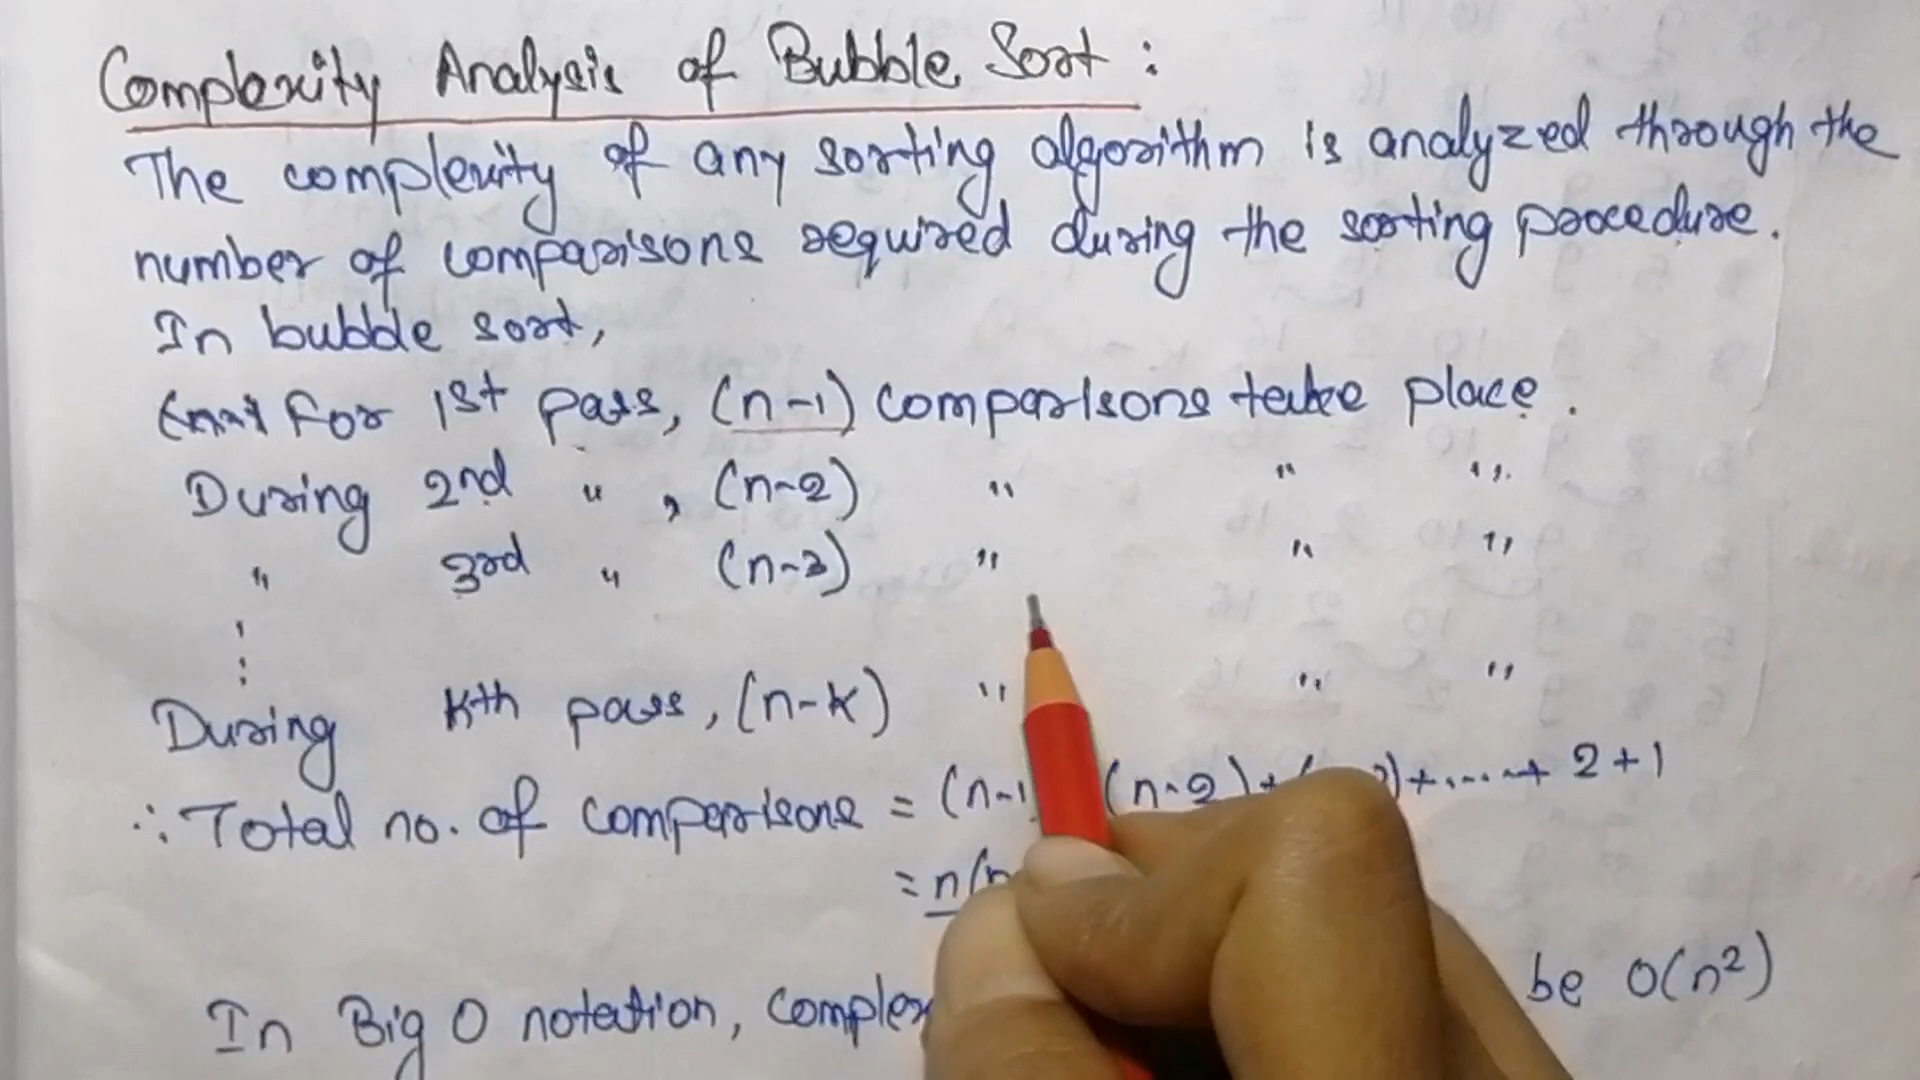 Complexity Analysis of Bubble Sort :
The complexity of any sorting algorithm is analyzed through the
number of comparisons required during the sorting procedure.
In bubble sort,
For 1st pass, (n-1) comparisons take place.
During 2nd " , (n-2) " " ".
" 3rd " (n-3) " " "
During Kth pass, (n-k) " " "
∴ Total no. of comparisons = (n-1 (n-2)+( )+.....+ 2+1
= n(n
In Big O notation, complex be O(n²)